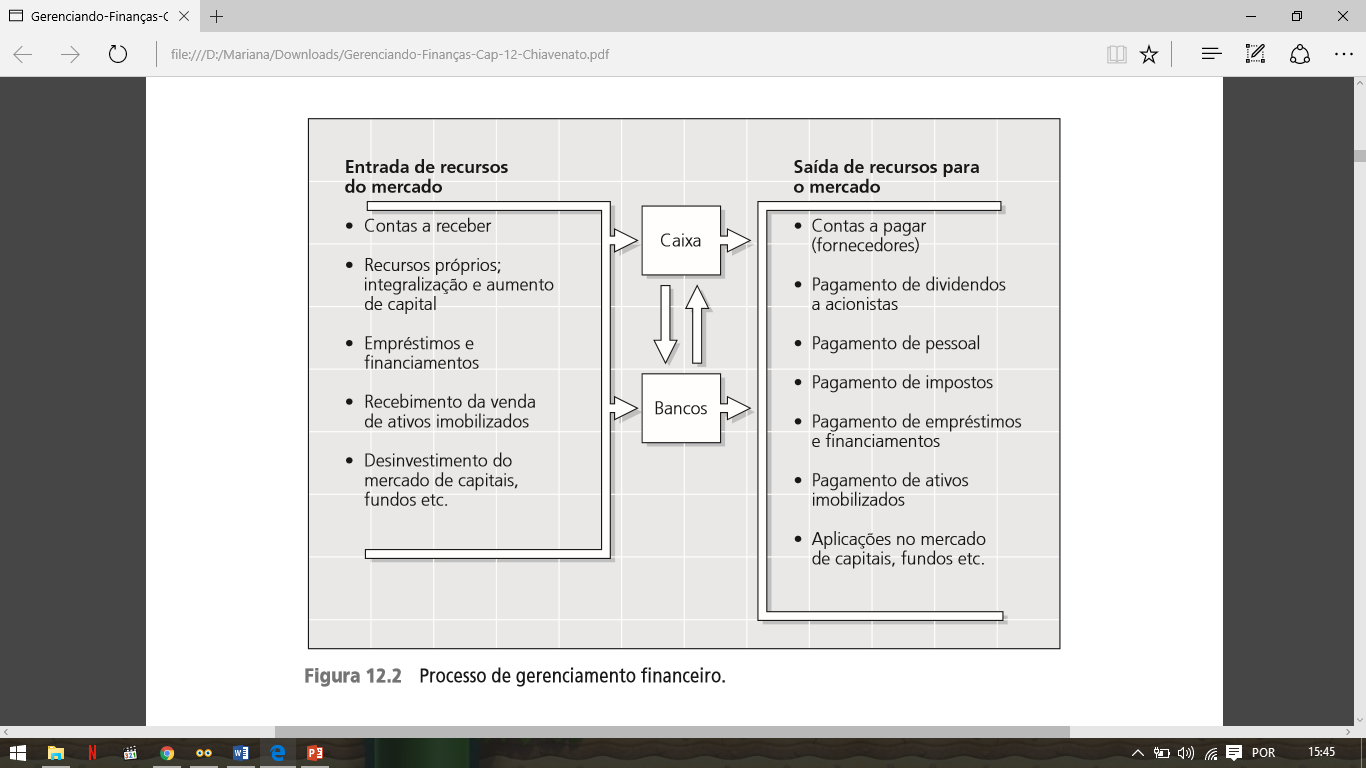 Gerenciando-Finanças-C
file:///D:/Mariana/Downloads/Gerenciando-Finanças-Cap-12-Chiavenato.pdf
Entrada de recursos
do mercado
• Contas a receber
• Recursos próprios;
integralização e aumento
de capital
• Empréstimos e
financiamentos
• Recebimento da venda
de ativos imobilizados
• Desinvestimento do
mercado de capitais,
fundos etc.
Caixa
Bancos
Saída de recursos para
o mercado
• Contas a pagar
(fornecedores)
• Pagamento de dividendos
a acionistas
• Pagamento de pessoal
• Pagamento de impostos
• Pagamento de empréstimos
e financiamentos
• Pagamento de ativos
imobilizados
• Aplicações no mercado
de capitais, fundos etc.
Figura 12.2 Processo de gerenciamento financeiro.
POR
15:45